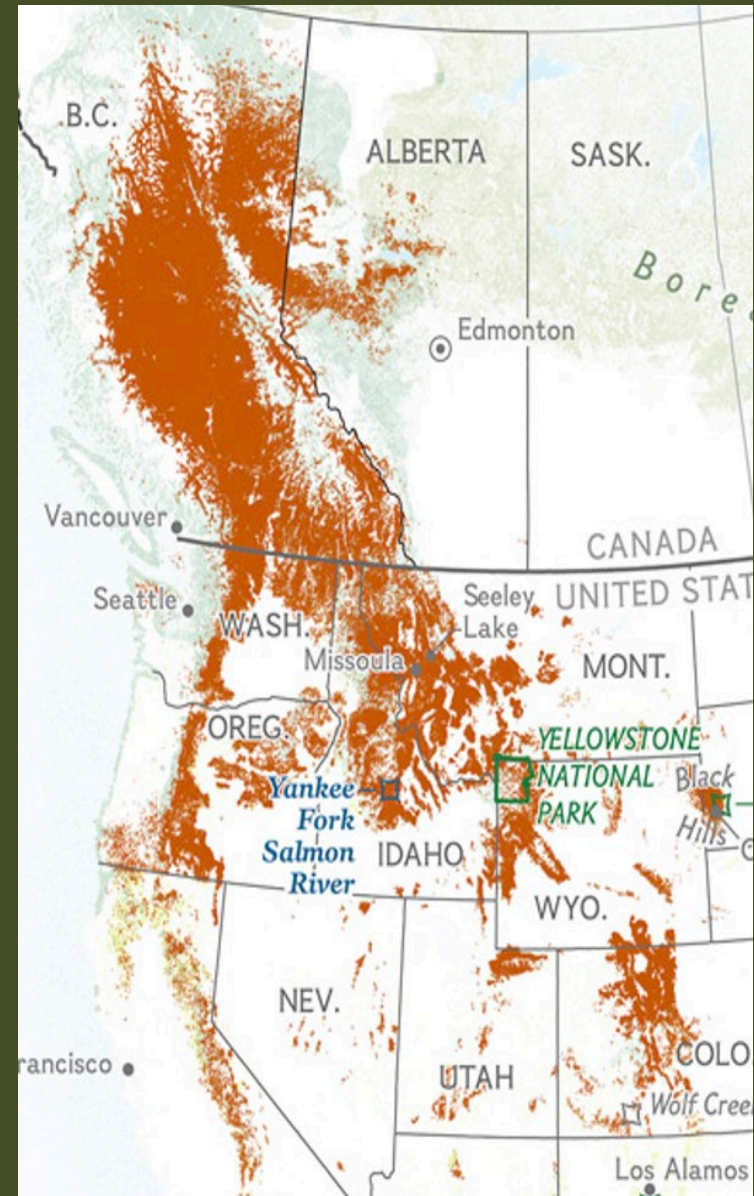 B.C.
ALBERTA
SASK.
Bore
Edmonton
Vancouver
CANADA
Seattle
Seeley
Lake
UNITED STAT
WASH.
Missoula
MONT.
OREG.
YELLOWSTONE
NATIONAL
PARK
Yankee
Fork
Salmon
River
Black
Hills
IDAHO
WYO.
NEV.
rancisco
UTAH
COLO
Wolf Cree
Los Alamos